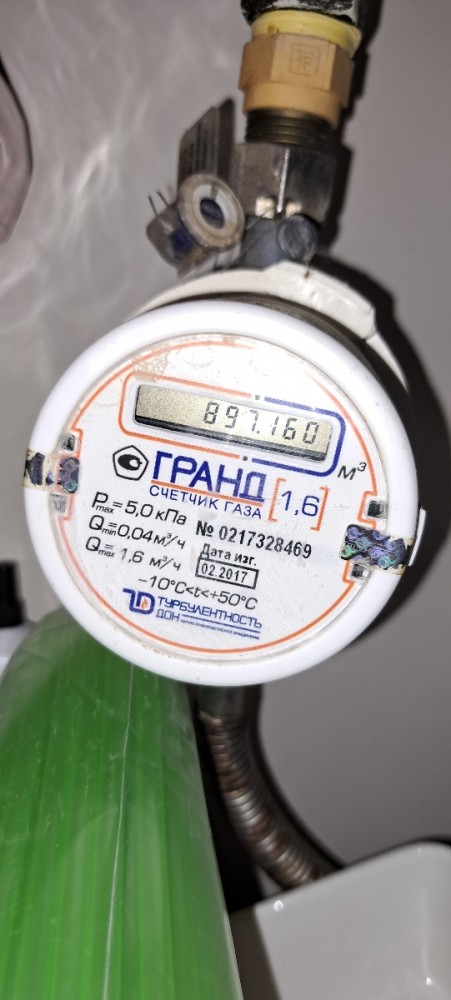 897.160
м³
ГРАНД [1,6]
СЧЕТЧИК ГАЗА
Pmax = 5,0 кПа
Qmin = 0,04 м³/ч
Qmax = 1,6 м³/ч
№ 0217328469
Дата изг.
02.2017
–10°C<t<+50°C
ТУРБУЛЕНТНОСТЬ
ДОН